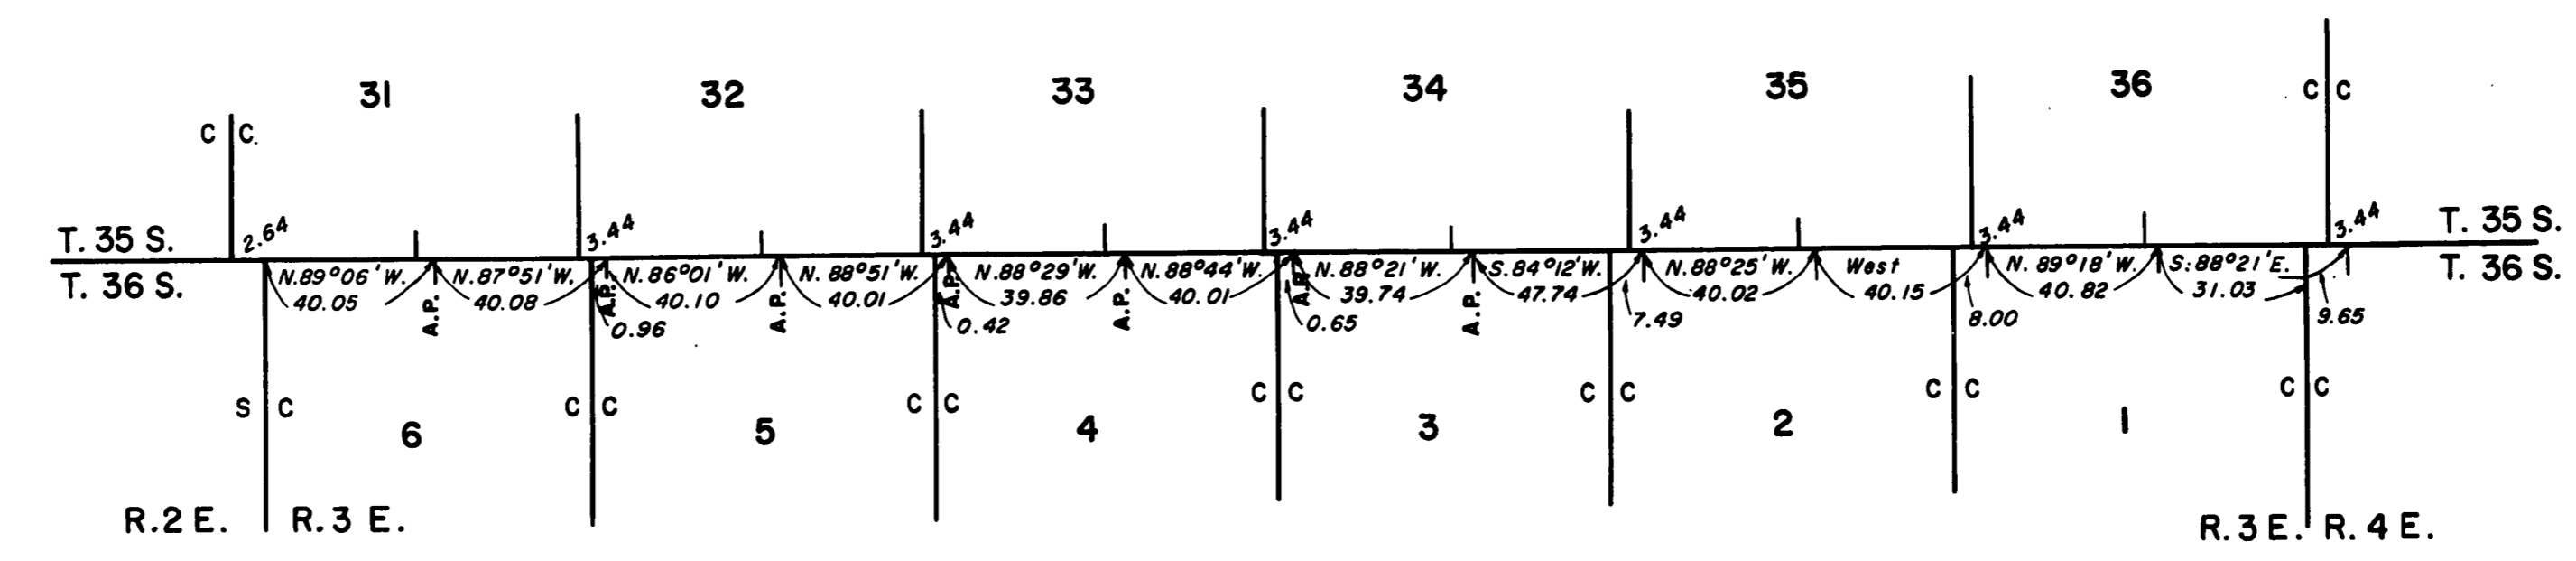 31 32 33 34 35 36
C C. C C
T. 35 S. 2.64 3.44 3.44 3.44 3.44 3.44 3.44 T. 35 S.
T. 36 S. N.89°06'W. N.87°51'W. N.86°01'W. N. 88°51'W. N.88°29'W. N.88°44'W. N.88°21'W. S.84°12'W. N.88°25'W. West N. 89°18'W. S.88°21'E. T. 36 S.
40.05 40.08 40.10 40.01 39.86 40.01 39.74 47.74 40.02 40.15 40.82 31.03
A.P. A.P. A.P. A.P. A.P. A.P. A.P.
0.96 0.42 0.65 7.49 8.00 9.65
S C C C C C C C C C C C C C
6 5 4 3 2 1
R.2 E. R.3 E. R.3 E. R.4 E.